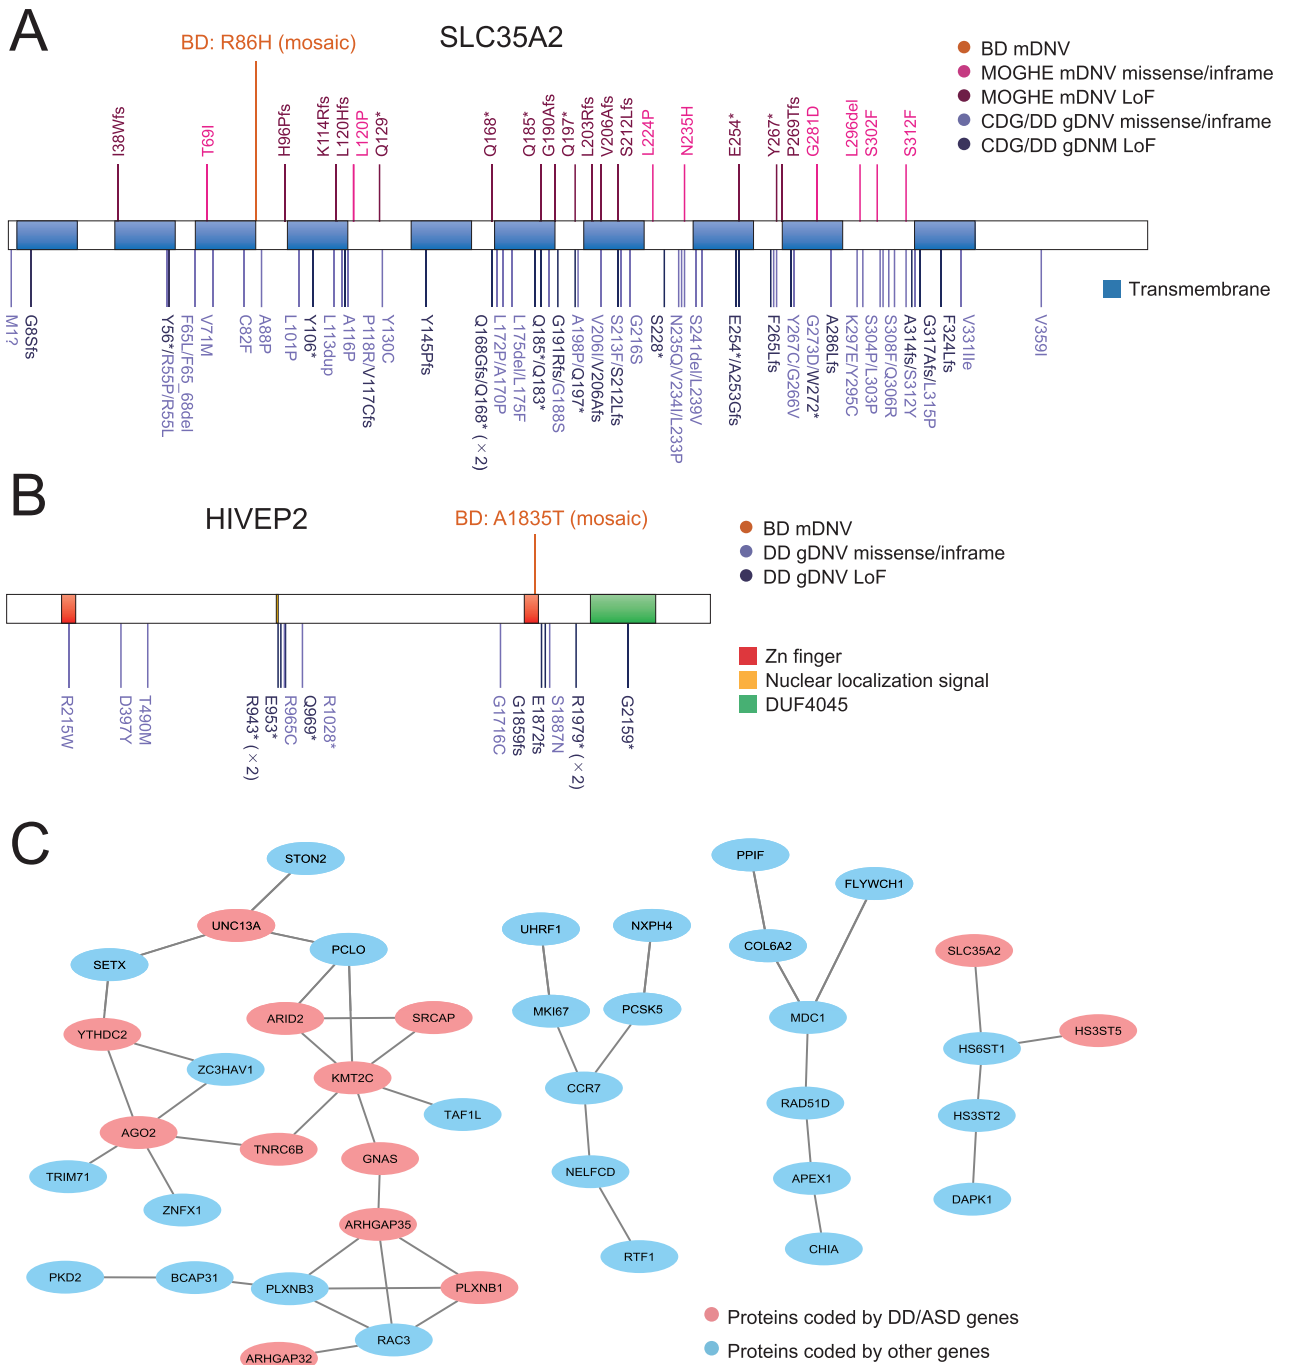 A
SLC35A2
BD: R86H (mosaic)
BD mDNV
MOGHE mDNV missense/inframe
MOGHE mDNV LoF
CDG/DD gDNV missense/inframe
CDG/DD gDNM LoF
I38Wfs
T69I
H96Pfs
K114Rfs
L120Hfs
L120P
Q129*
Q168*
Q185*
G190Afs
Q197*
L203Rfs
V206Afs
S212Lfs
L224P
N235H
E254*
Y267*
P269Tfs
G281D
L296del
S302F
S312F
Transmembrane
M1?
G8Sfs
Y56*/R55P/R55L
F65L/F65_68del
V71M
C82F
A88P
L101P
Y106*
L113dup
A116P
P118R/V117Cfs
Y130C
Y145Pfs
Q168Gfs/Q168* (×2)
L172P/A170P
L175del/L175F
Q185*/Q183*
G191Rfs/G188S
A198P/Q197*
V206I/V206Afs
S213F/S212Lfs
G216S
S228*
N235Q/V234I/L233P
S241del/L239V
E254*/A253Gfs
F265Lfs
Y267C/G266V
G273D/W272*
A286Lfs
K297E/Y295C
S304P/L303P
S308F/Q306R
A314fs/S312Y
G317Afs/L315P
F324Lfs
V331Ile
V359I
B
HIVEP2
BD: A1835T (mosaic)
BD mDNV
DD gDNV missense/inframe
DD gDNV LoF
Zn finger
Nuclear localization signal
DUF4045
R215W
D397Y
T490M
R943* (×2)
E953*
R965C
Q969*
R1028*
G1716C
G1859fs
E1872fs
S1887N
R1979* (×2)
G2159*
C
STON2
UNC13A
PCLO
SETX
ARID2
SRCAP
YTHDC2
ZC3HAV1
KMT2C
TAF1L
AGO2
TNRC6B
GNAS
TRIM71
ZNFX1
ARHGAP35
PKD2
BCAP31
PLXNB3
PLXNB1
RAC3
ARHGAP32
UHRF1
NXPH4
MKI67
PCSK5
CCR7
NELFCD
RTF1
PPIF
FLYWCH1
COL6A2
MDC1
RAD51D
APEX1
CHIA
SLC35A2
HS3ST5
HS6ST1
HS3ST2
DAPK1
Proteins coded by DD/ASD genes
Proteins coded by other genes